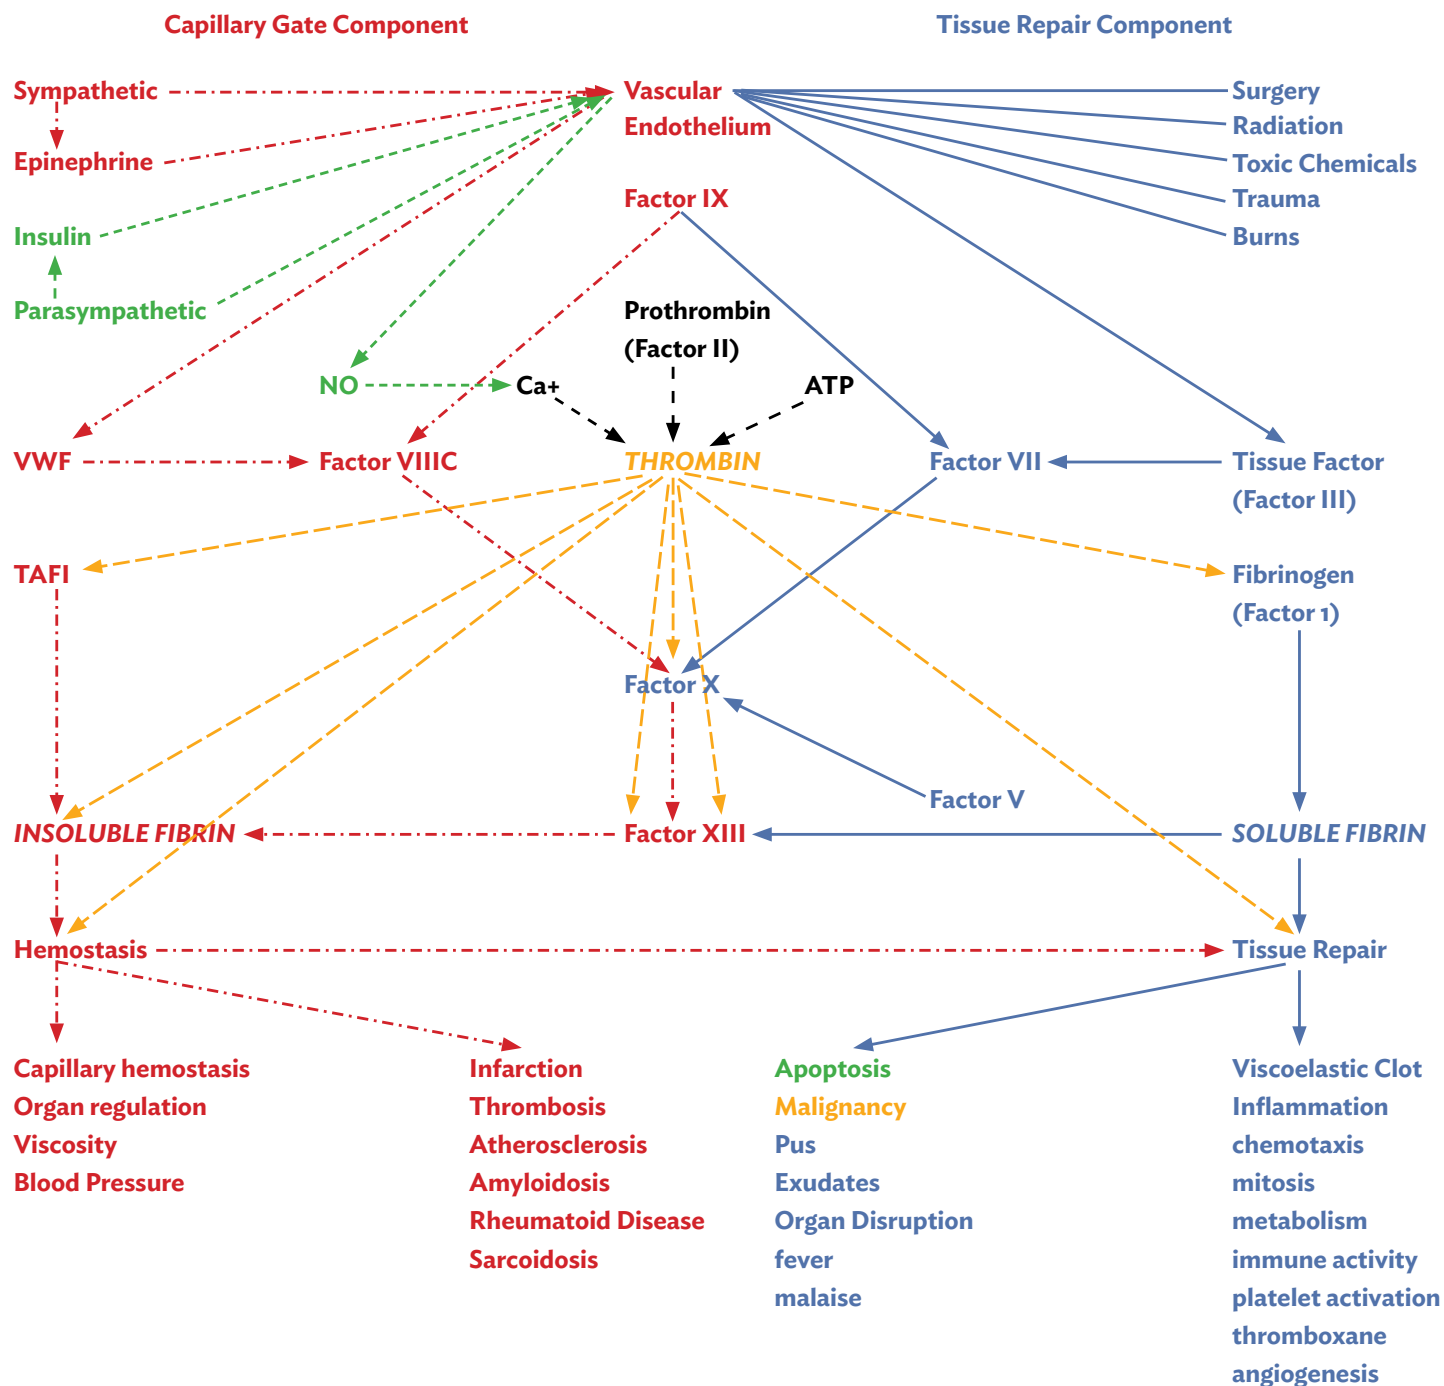 Capillary Gate Component
Tissue Repair Component
Sympathetic
Vascular
Endothelium
Surgery
Radiation
Epinephrine
Toxic Chemicals
Factor IX
Trauma
Insulin
Burns
Parasympathetic
Prothrombin
(Factor II)
NO
Ca+
ATP
VWF
Factor VIIIC
THROMBIN
Factor VII
Tissue Factor
(Factor III)
TAFI
Fibrinogen
(Factor 1)
Factor X
Factor V
INSOLUBLE FIBRIN
Factor XIII
SOLUBLE FIBRIN
Hemostasis
Tissue Repair
Capillary hemostasis
Organ regulation
Viscosity
Blood Pressure
Infarction
Thrombosis
Atherosclerosis
Amyloidosis
Rheumatoid Disease
Sarcoidosis
Apoptosis
Malignancy
Pus
Exudates
Organ Disruption
fever
malaise
Viscoelastic Clot
Inflammation
chemotaxis
mitosis
metabolism
immune activity
platelet activation
thromboxane
angiogenesis